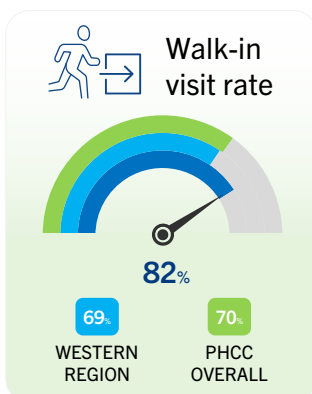 Walk-in
visit rate
82%
69%
70%
WESTERN
REGION
PHCC
OVERALL